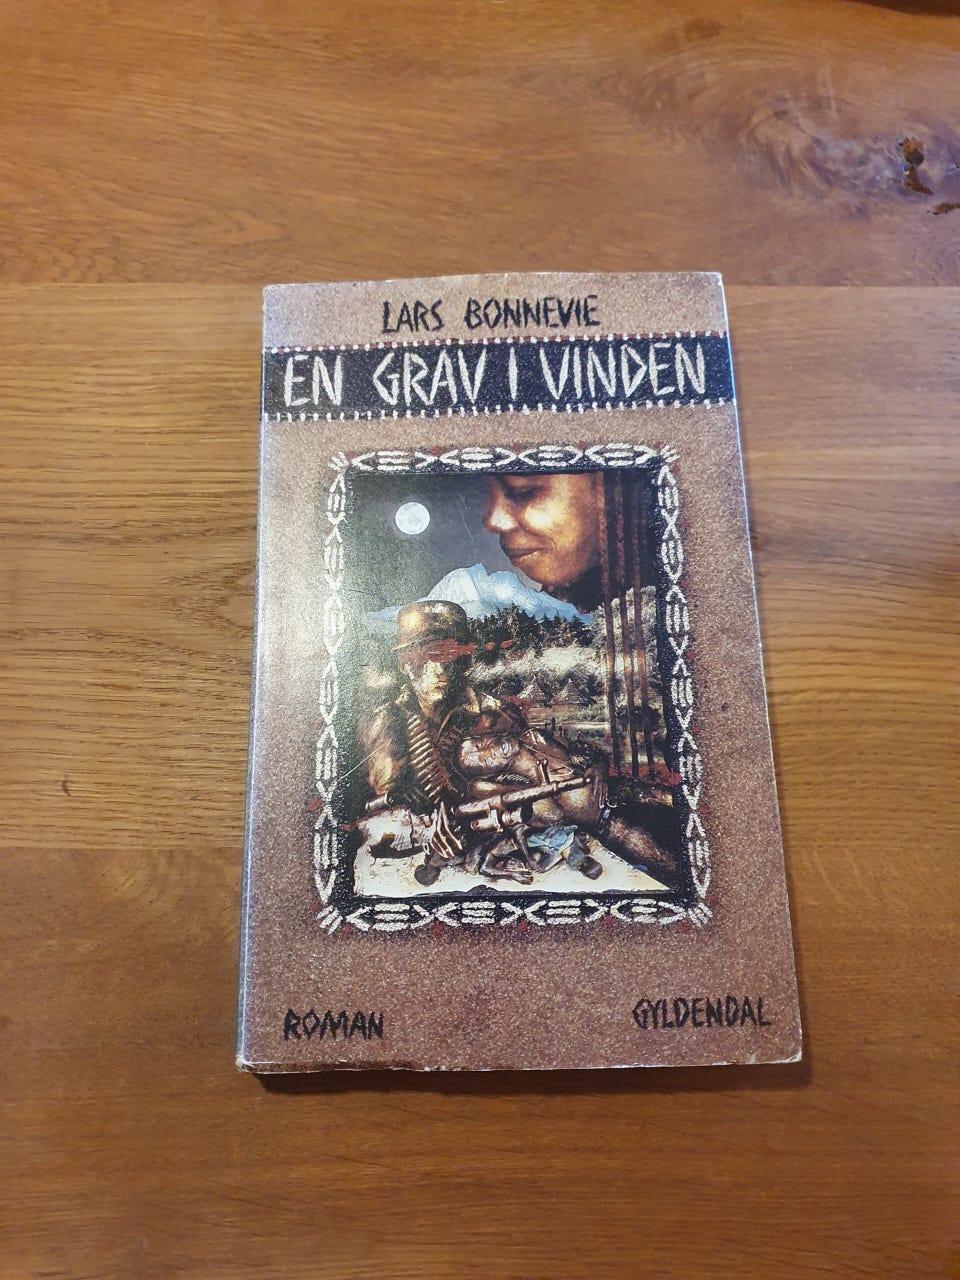 LARS BONNEVIE
EN GRAV I VINDEN
ROMAN
GYLDENDAL